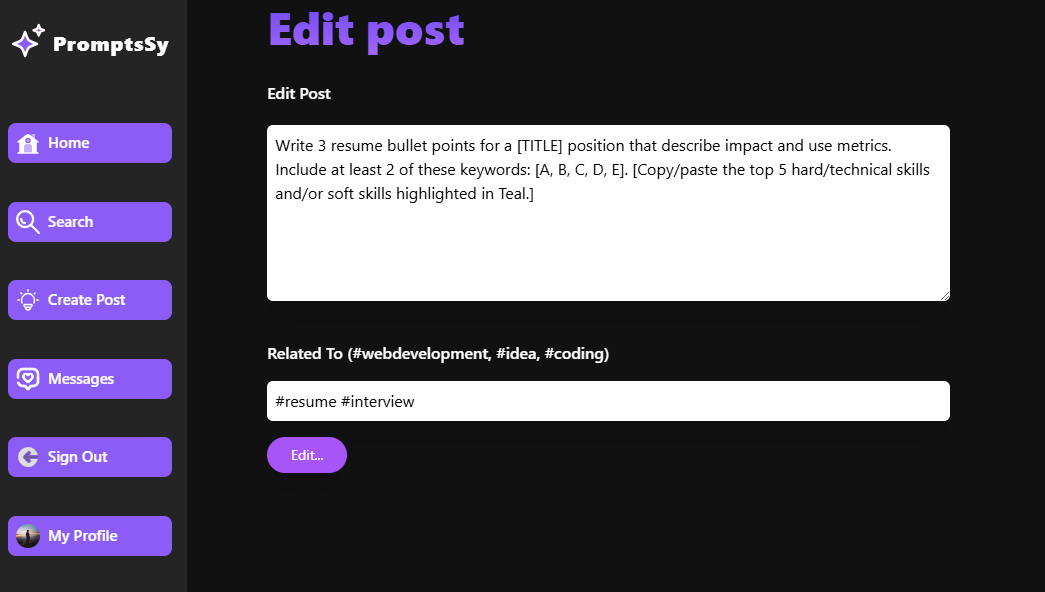 PromptsSy
Home
Search
Create Post
Messages
Sign Out
My Profile
Edit post
Edit Post
Write 3 resume bullet points for a [TITLE] position that describe impact and use metrics.
Include at least 2 of these keywords: [A, B, C, D, E]. [Copy/paste the top 5 hard/technical skills
and/or soft skills highlighted in Teal.]
Related To (#webdevelopment, #idea, #coding)
#resume #interview
Edit...